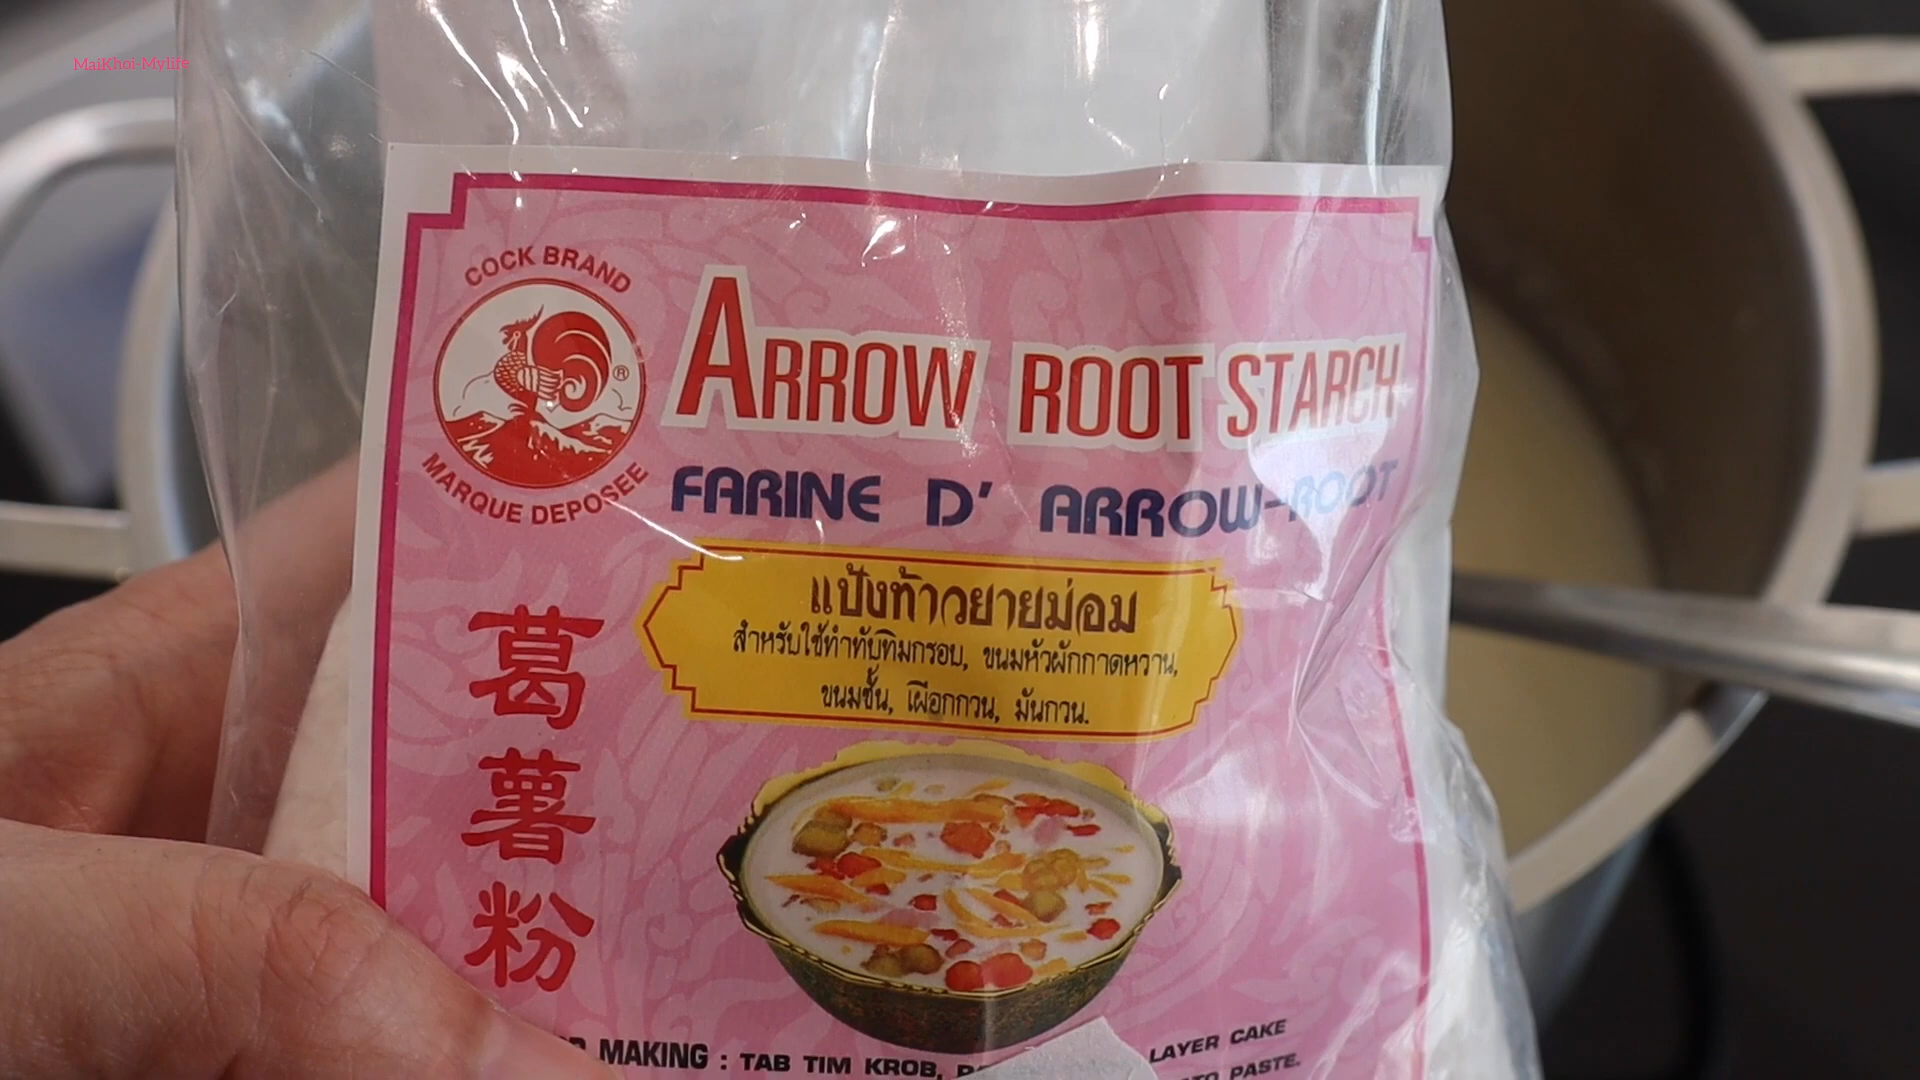 MaiKhoi-Mylife
COCK BRAND
®
MARQUE DEPOSEE
ARROW ROOT STARCH
FARINE D' ARROW-ROOT
แป้งท้าวยายม่อม
สำหรับใช้ทำทับทิมกรอบ, ขนมหัวผักกาดหวาน,
ขนมชั้น, เผือกกวน, มันกวน.
葛薯粉
MAKING : TAB TIM KROB, LAYER CAKE
PASTE.